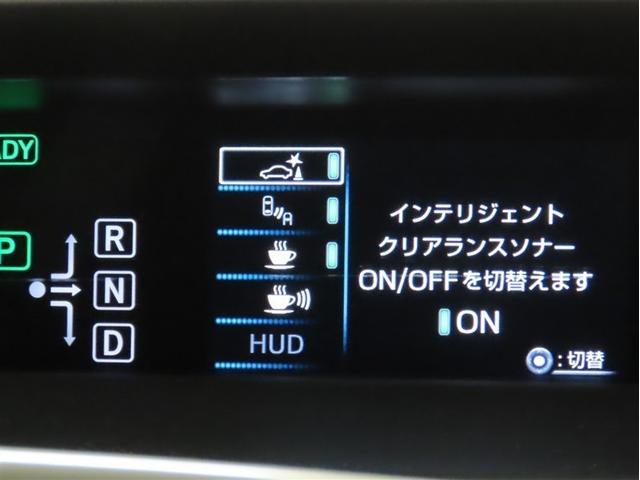 ADY
P
R
N
D
A
HUD
インテリジェント
クリアランスソナー
ON/OFFを切替えます
ON
:切替